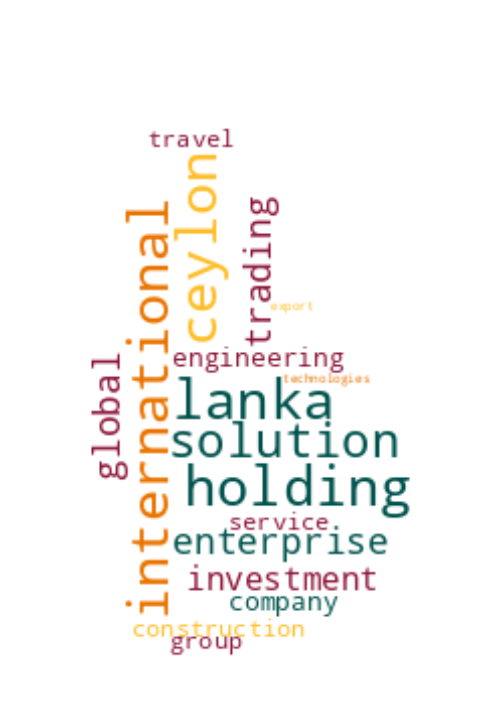 travel
ceylon
international
trading
export
global
engineering
technologies
lanka
solution
holding
service
enterprise
investment
company
construction
group